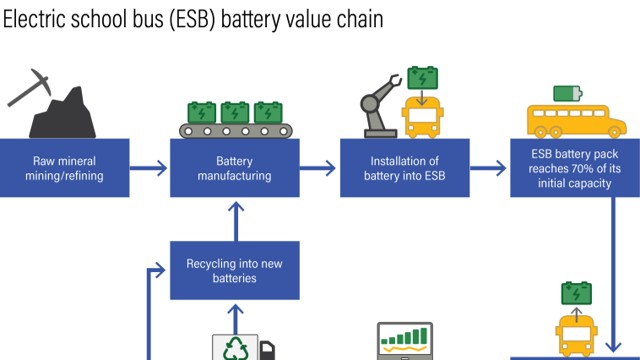 Electric school bus (ESB) battery value chain
Raw mineral
mining/refining
Battery
manufacturing
Installation of
battery into ESB
ESB battery pack
reaches 70% of its
initial capacity
Recycling into new
batteries